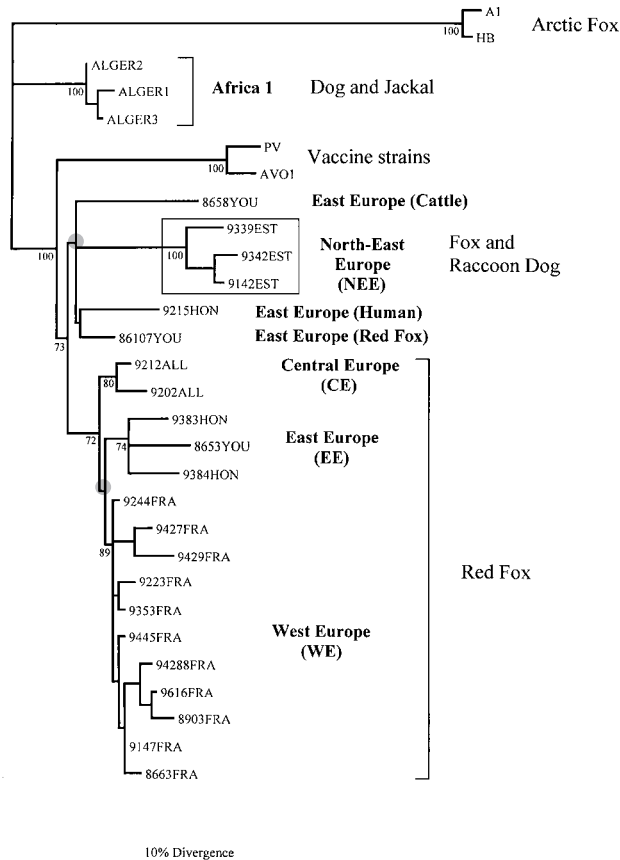 A1
100 HB
Arctic Fox
ALGER2
100 ALGER1
ALGER3
Africa 1
Dog and Jackal
PV
100 AVO1
Vaccine strains
8658YOU
East Europe (Cattle)
100
9339EST
100 9342EST
9142EST
North-East
Europe
(NEE)
Fox and
Raccoon Dog
9215HON
East Europe (Human)
73
86107YOU
East Europe (Red Fox)
9212ALL
80
9202ALL
Central Europe
(CE)
72
9383HON
74 8653YOU
9384HON
East Europe
(EE)
9244FRA
9427FRA
89
9429FRA
9223FRA
9353FRA
9445FRA
94288FRA
9616FRA
8903FRA
9147FRA
8663FRA
West Europe
(WE)
Red Fox
10% Divergence